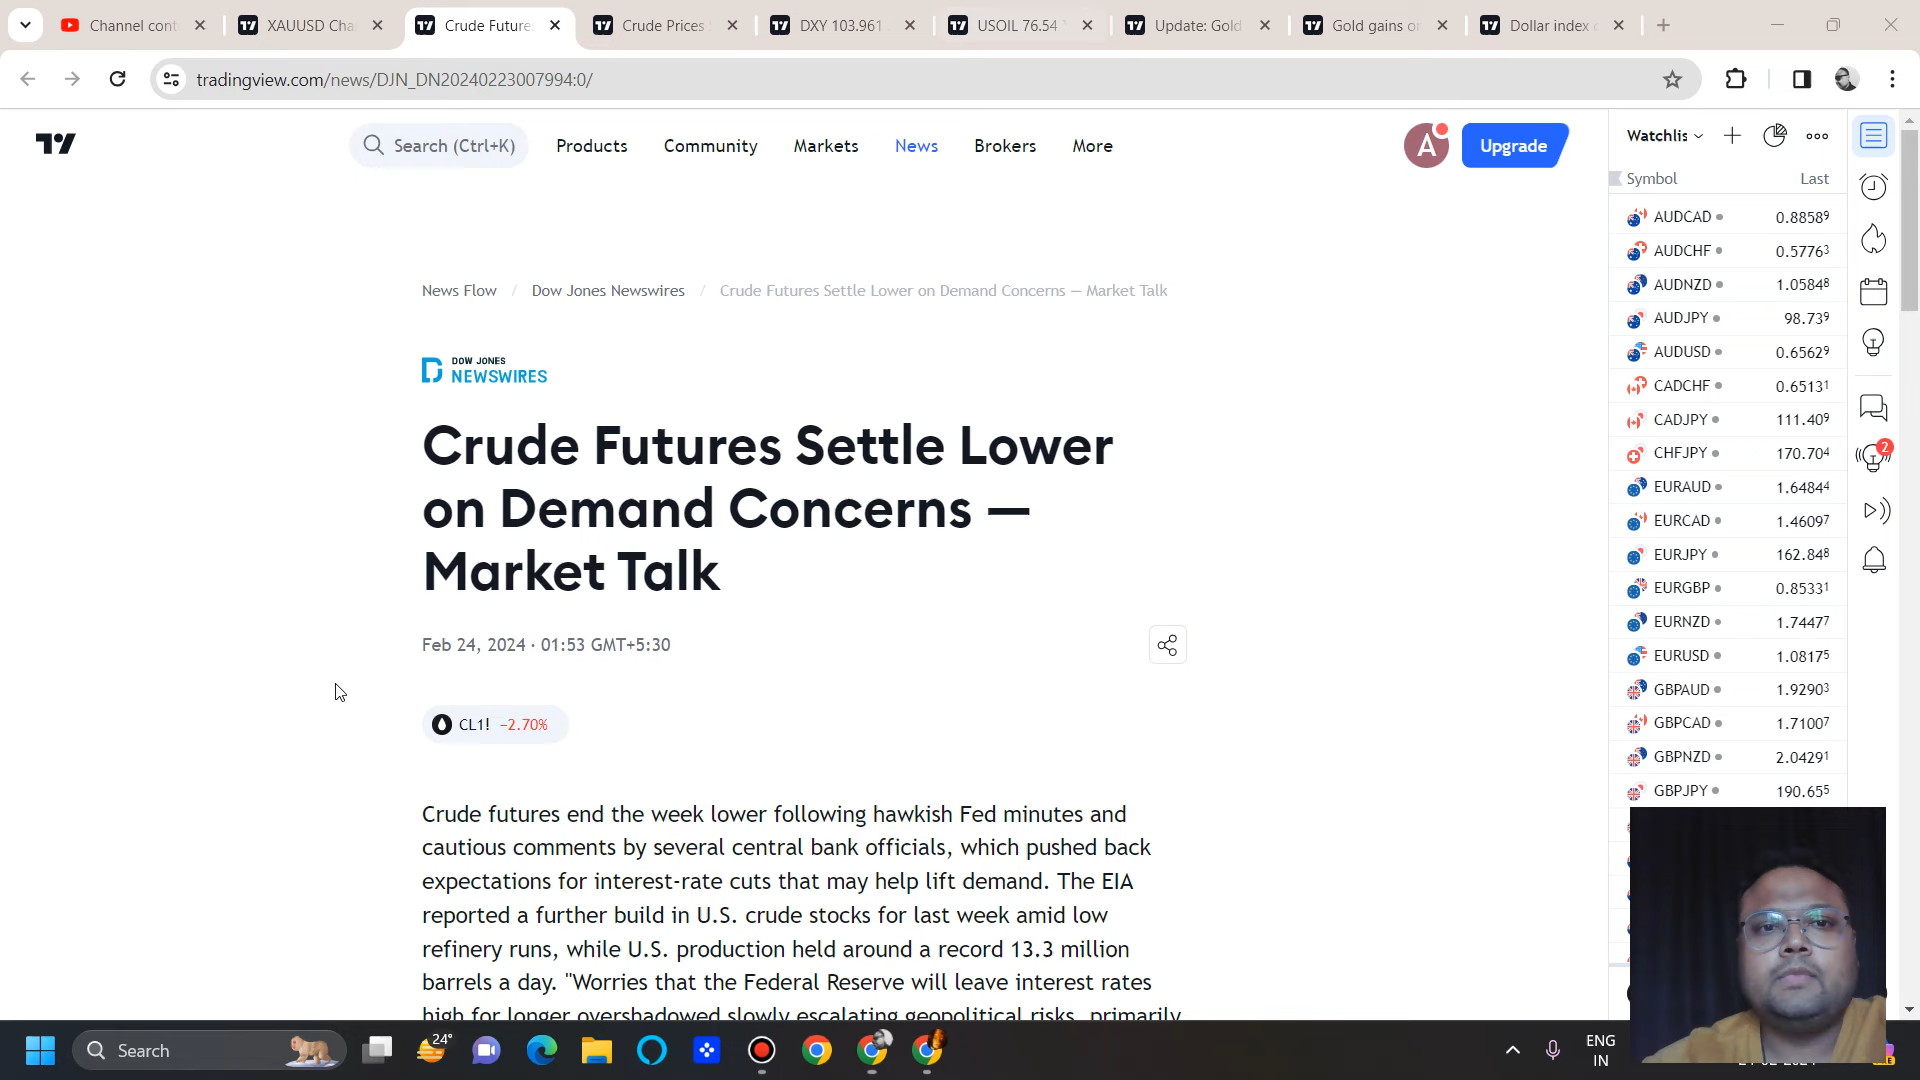 Channel cont
XAUUSD Cha
Crude Future
Crude Prices
DXY 103.961
USOIL 76.54
Update: Gold
Gold gains o
Dollar index
tradingview.com/news/DJN_DN20240223007994:0/
Search (Ctrl+K)
Products
Community
Markets
News
Brokers
More
A
Upgrade
Watchlis
Symbol Last
AUDCAD 0.88589
AUDCHF 0.57763
AUDNZD 1.05848
AUDJPY 98.739
AUDUSD 0.65629
CADCHF 0.65131
CADJPY 111.409
CHFJPY 170.704
EURAUD 1.64844
EURCAD 1.46097
EURJPY 162.848
EURGBP 0.85331
EURNZD 1.74477
EURUSD 1.08175
GBPAUD 1.92903
GBPCAD 1.71007
GBPNZD 2.04291
GBPJPY 190.655
2
News Flow / Dow Jones Newswires / Crude Futures Settle Lower on Demand Concerns — Market Talk
DOW JONES
NEWSWIRES
Crude Futures Settle Lower
on Demand Concerns —
Market Talk
Feb 24, 2024 · 01:53 GMT+5:30
CL1! −2.70%
Crude futures end the week lower following hawkish Fed minutes and
cautious comments by several central bank officials, which pushed back
expectations for interest-rate cuts that may help lift demand. The EIA
reported a further build in U.S. crude stocks for last week amid low
refinery runs, while U.S. production held around a record 13.3 million
barrels a day. "Worries that the Federal Reserve will leave interest rates
high for longer overshadowed slowly escalating geopolitical risks, primarily
Search
24°
ENG
IN